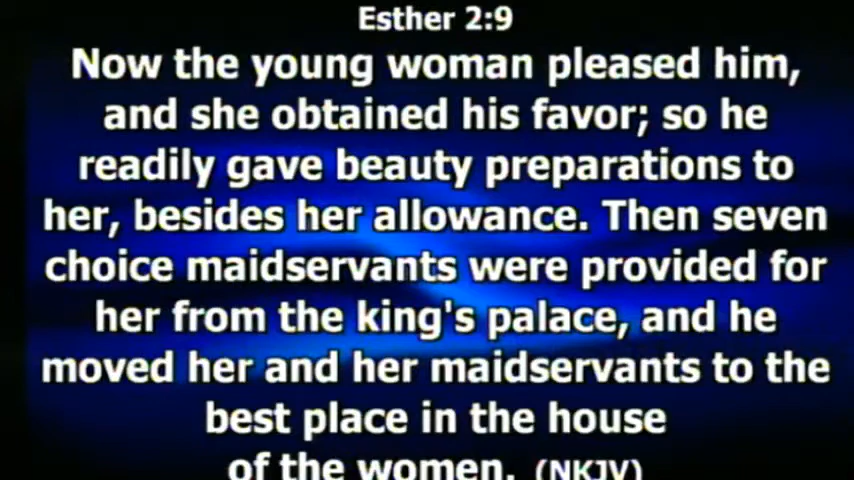 Esther 2:9
Now the young woman pleased him,
and she obtained his favor; so he
readily gave beauty preparations to
her, besides her allowance. Then seven
choice maidservants were provided for
her from the king's palace, and he
moved her and her maidservants to the
best place in the house
of the women. (NKJV)